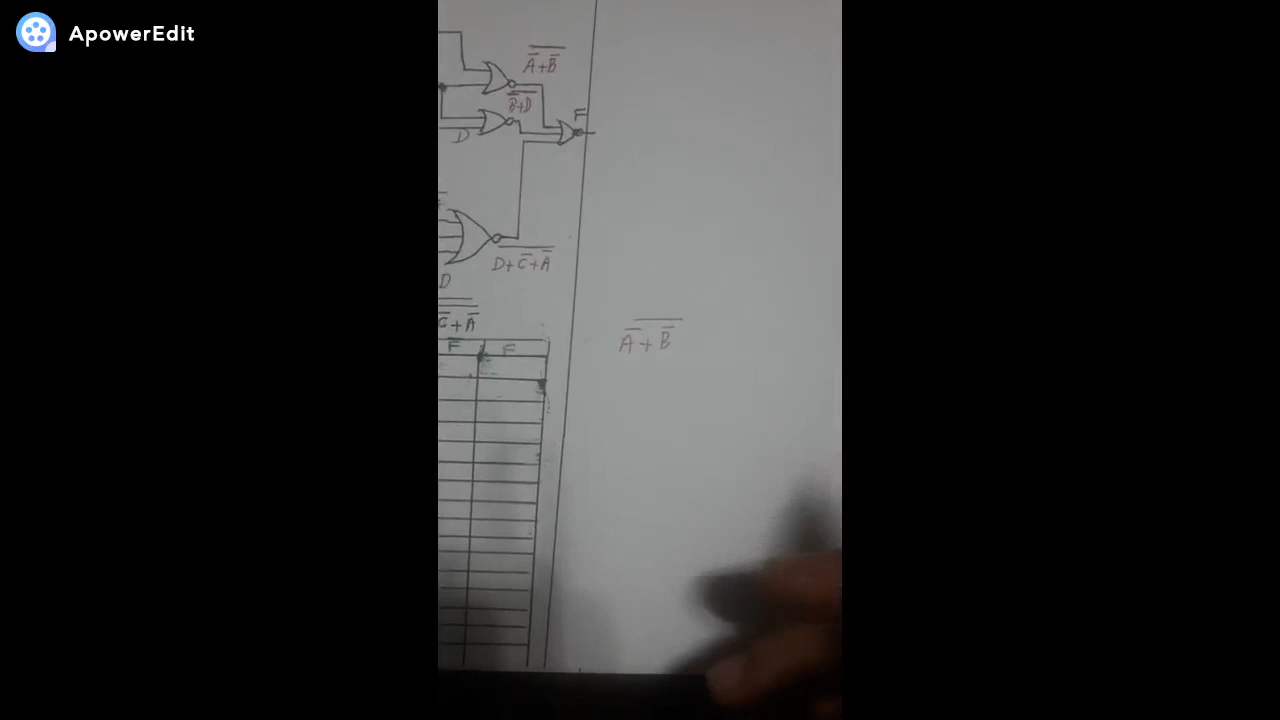 ApowerEdit
A̅+B̅
B̅+D
F
D
D+C̅+A̅
D
C̅+A̅
F̅ F
A̅+B̅